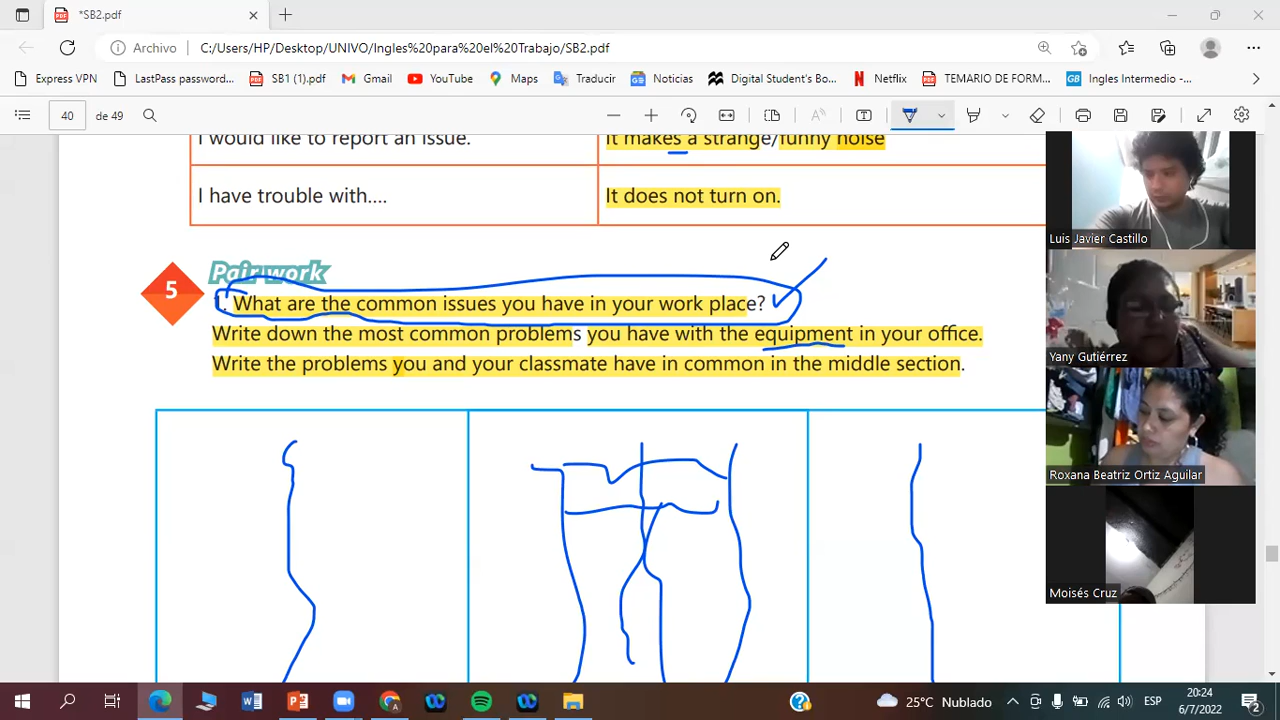 *SB2.pdf
Archivo C:/Users/HP/Desktop/UNIVO/Ingles%20para%20el%20Trabajo/SB2.pdf
Express VPN LastPass password... SB1 (1).pdf Gmail YouTube Maps Traducir Noticias Digital Student's Bo... Netflix TEMARIO DE FORM... Ingles Intermedio -...
40 de 49
I would like to report an issue. It makes a strange/funny noise
I have trouble with.... It does not turn on.
5 Pair work
1. What are the common issues you have in your work place?
Write down the most common problems you have with the equipment in your office.
Write the problems you and your classmate have in common in the middle section.
Luis Javier Castillo
Yany Gutiérrez
Roxana Beatriz Ortiz Aguilar
Moisés Cruz
25°C Nublado ESP 20:24
6/7/2022 2